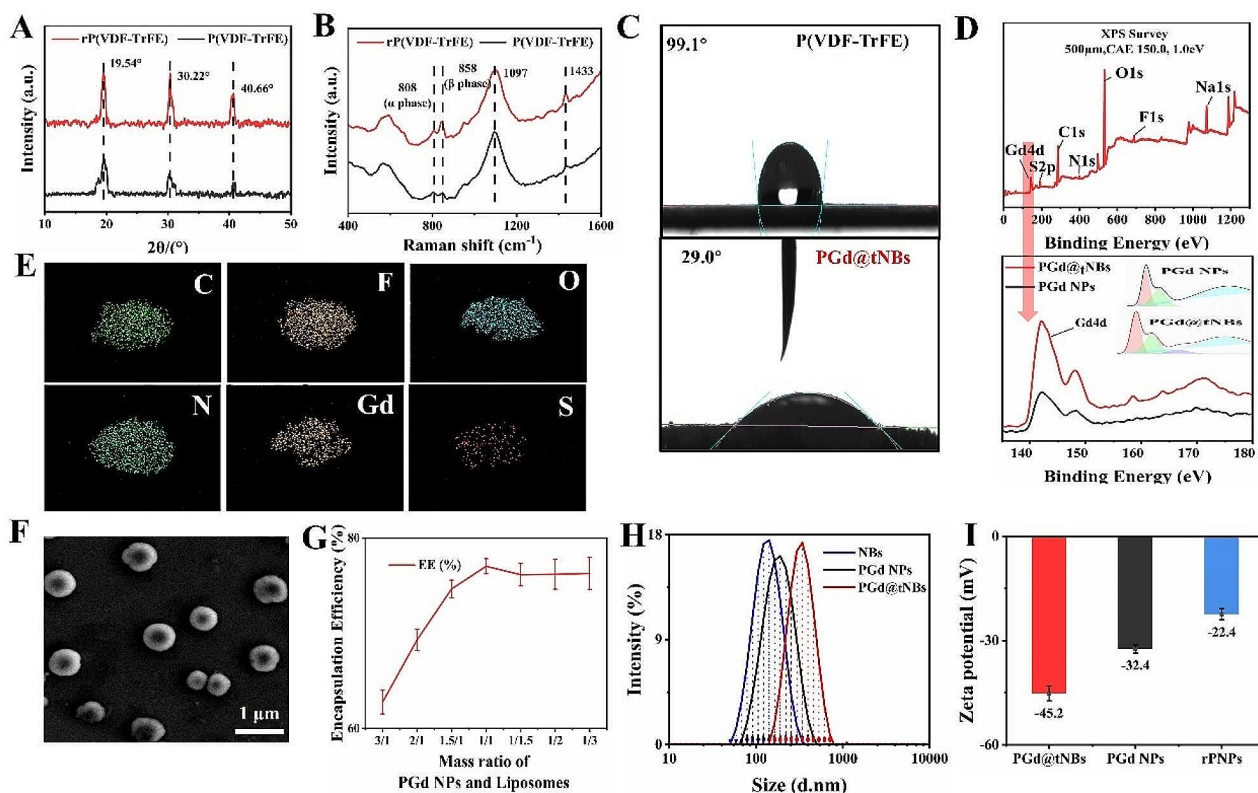 A
rP(VDF-TrFE)
P(VDF-TrFE)
19.54°
30.22°
40.66°
Intensity (a.u.)
10
20
30
40
50
2θ/(°)
B
rP(VDF-TrFE)
P(VDF-TrFE)
808
(α phase)
858
(β phase)
1097
1433
Intensity (a.u.)
400
800
1200
1600
Raman shift (cm⁻¹)
C
99.1°
P(VDF-TrFE)
29.0°
PGd@tNBs
D
XPS Survey
500μm,CAE 150.0, 1.0eV
O1s
Na1s
F1s
C1s
Gd4d
S2p
N1s
0
200
400
600
800
1000
1200
Binding Energy (eV)
PGd@tNBs
PGd NPs
PGd NPs
PGd@tNBs
Gd4d
140
150
160
170
180
Binding Energy (eV)
E
C
F
O
N
Gd
S
F
1 μm
G
Encapsulation Efficiency (%)
80
60
EE (%)
3/1
2/1
1.5/1
1/1
1/1.5
1/2
1/3
Mass ratio of
PGd NPs and Liposomes
H
Intensity (%)
18
9
0
NBs
PGd NPs
PGd@tNBs
10
100
1000
10000
Size (d.nm)
I
Zeta potential (mV)
0
-30
-60
-45.2
-32.4
-22.4
PGd@tNBs
PGd NPs
rPNPs